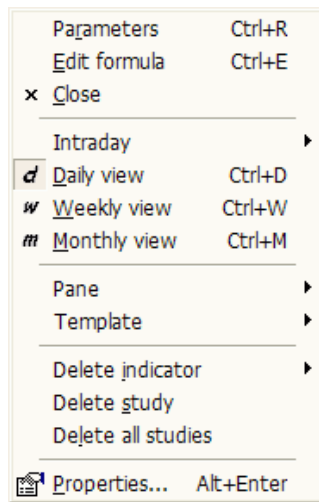 Parameters Ctrl+R
Edit formula Ctrl+E
Close
Intraday
d Daily view Ctrl+D
w Weekly view Ctrl+W
m Monthly view Ctrl+M
Pane
Template
Delete indicator
Delete study
Delete all studies
Properties... Alt+Enter